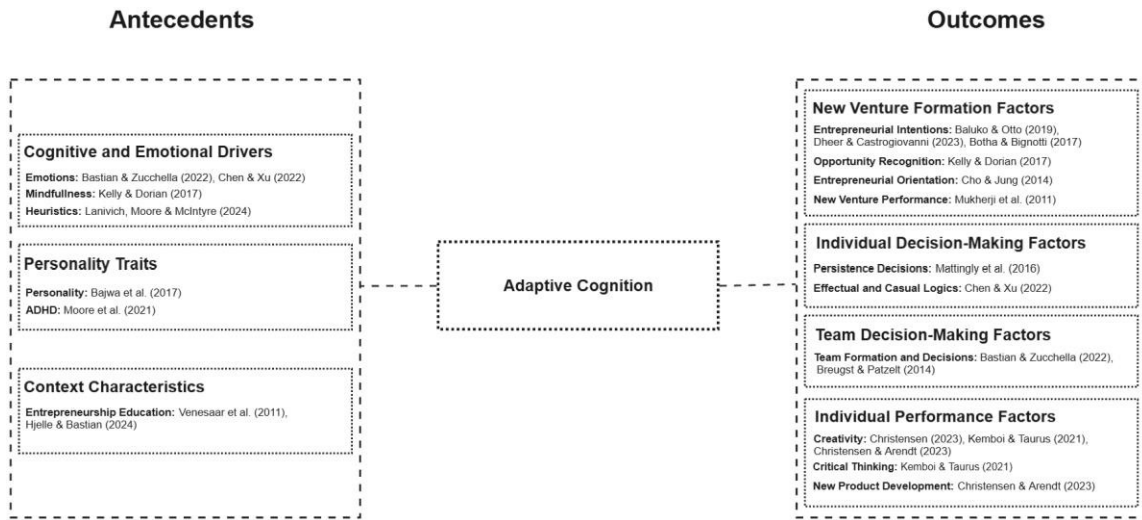 Antecedents
Outcomes
Cognitive and Emotional Drivers
Emotions: Bastian & Zucchella (2022), Chen & Xu (2022)
Mindfullness: Kelly & Dorian (2017)
Heuristics: Lanivich, Moore & McIntyre (2024)
Personality Traits
Personality: Bajwa et al. (2017)
ADHD: Moore et al. (2021)
Context Characteristics
Entrepreneurship Education: Venesaar et al. (2011),
Hjelle & Bastian (2024)
Adaptive Cognition
New Venture Formation Factors
Entrepreneurial Intentions: Baluko & Otto (2019),
Dheer & Castrogiovanni (2023), Botha & Bignotti (2017)
Opportunity Recognition: Kelly & Dorian (2017)
Entrepreneurial Orientation: Cho & Jung (2014)
New Venture Performance: Mukherji et al. (2011)
Individual Decision-Making Factors
Persistence Decisions: Mattingly et al. (2016)
Effectual and Casual Logics: Chen & Xu (2022)
Team Decision-Making Factors
Team Formation and Decisions: Bastian & Zucchella (2022),
Breugst & Patzelt (2014)
Individual Performance Factors
Creativity: Christensen (2023), Kemboi & Taurus (2021),
Christensen & Arendt (2023)
Critical Thinking: Kemboi & Taurus (2021)
New Product Development: Christensen & Arendt (2023)